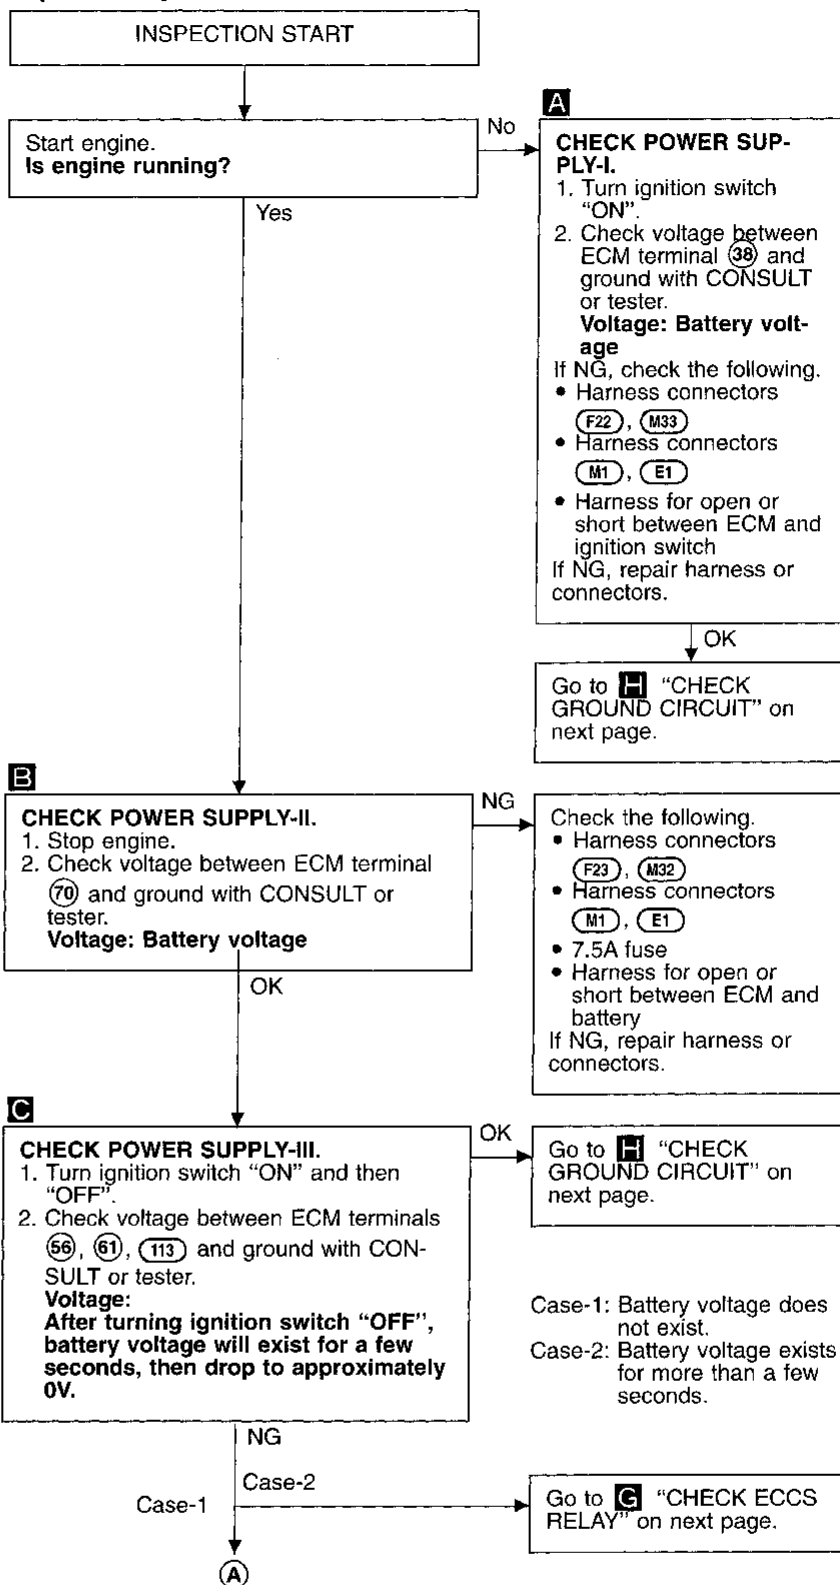 INSPECTION START
Start engine.
Is engine running?
No
Yes
A
CHECK POWER SUP-
PLY-I.
1. Turn ignition switch
"ON".
2. Check voltage between
ECM terminal 38 and
ground with CONSULT
or tester.
Voltage: Battery volt-
age
If NG, check the following.
• Harness connectors
F22, M33
• Harness connectors
M1, E1
• Harness for open or
short between ECM and
ignition switch
If NG, repair harness or
connectors.
OK
Go to H "CHECK
GROUND CIRCUIT" on
next page.
B
CHECK POWER SUPPLY-II.
1. Stop engine.
2. Check voltage between ECM terminal
70 and ground with CONSULT or
tester.
Voltage: Battery voltage
NG
OK
Check the following.
• Harness connectors
F23, M32
• Harness connectors
M1, E1
• 7.5A fuse
• Harness for open or
short between ECM and
battery
If NG, repair harness or
connectors.
C
CHECK POWER SUPPLY-III.
1. Turn ignition switch "ON" and then
"OFF".
2. Check voltage between ECM terminals
56, 61, 113 and ground with CON-
SULT or tester.
Voltage:
After turning ignition switch "OFF",
battery voltage will exist for a few
seconds, then drop to approximately
0V.
OK
Go to H "CHECK
GROUND CIRCUIT" on
next page.
Case-1: Battery voltage does
not exist.
Case-2: Battery voltage exists
for more than a few
seconds.
NG
Case-2
Case-1
Go to G "CHECK ECCS
RELAY" on next page.
A